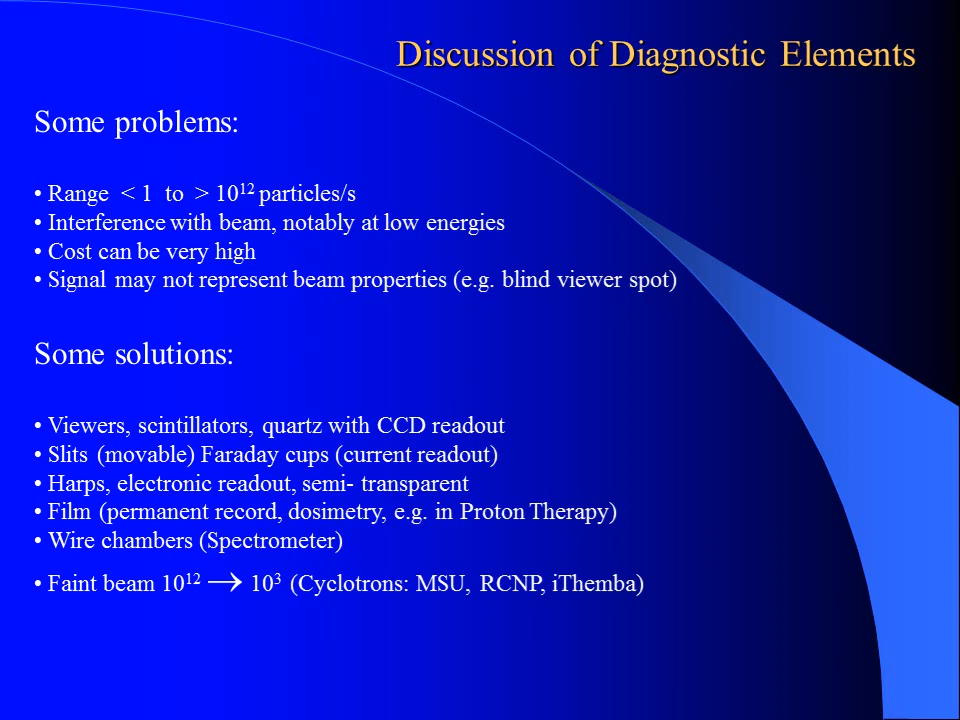 Discussion of Diagnostic Elements
Some problems:
• Range < 1 to > 10¹² particles/s
• Interference with beam, notably at low energies
• Cost can be very high
• Signal may not represent beam properties (e.g. blind viewer spot)
Some solutions:
• Viewers, scintillators, quartz with CCD readout
• Slits (movable) Faraday cups (current readout)
• Harps, electronic readout, semi- transparent
• Film (permanent record, dosimetry, e.g. in Proton Therapy)
• Wire chambers (Spectrometer)
• Faint beam 10¹² → 10³ (Cyclotrons: MSU, RCNP, iThemba)